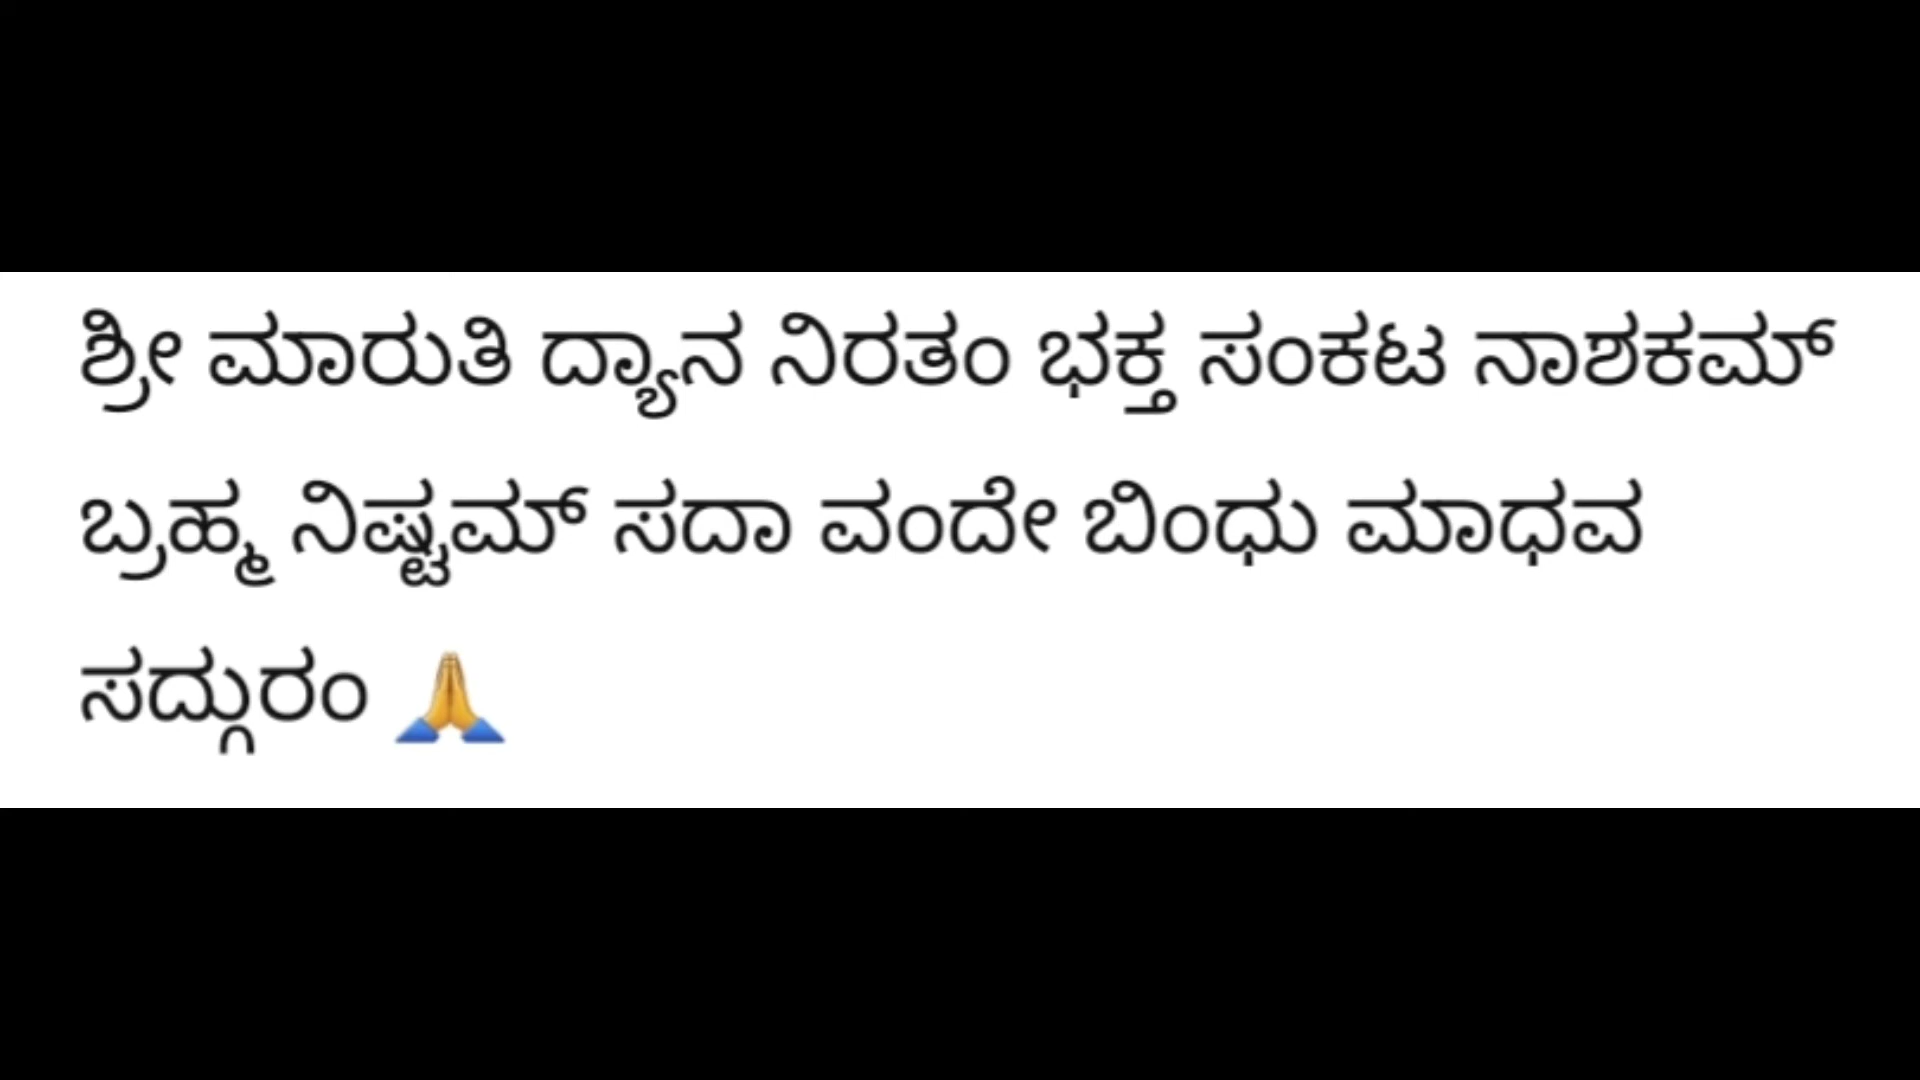 ಶ್ರೀ ಮಾರುತಿ ದ್ಯಾನ ನಿರತಂ ಭಕ್ತ ಸಂಕಟ ನಾಶಕಮ್
ಬ್ರಹ್ಮ ನಿಷ್ಟಮ್ ಸದಾ ವಂದೇ ಬಿಂಧು ಮಾಧವ
ಸದ್ಗುರಂ 🙏